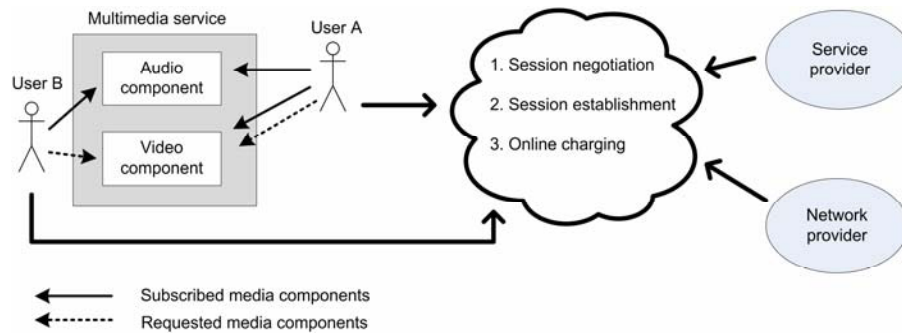 Multimedia service
User A
User B
Audio
component
Video
component
1. Session negotiation
2. Session establishment
3. Online charging
Service
provider
Network
provider
Subscribed media components
Requested media components